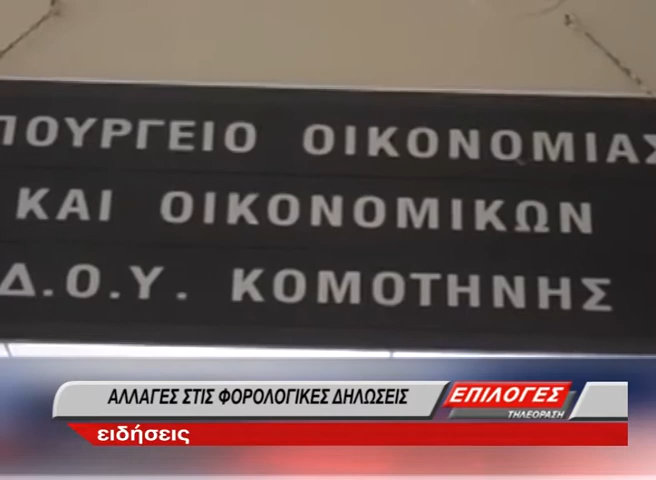 ΠΟΥΡΓΕΙΟ ΟΙΚΟΝΟΜΙΑΣ
ΚΑΙ ΟΙΚΟΝΟΜΙΚΩΝ
Δ.Ο.Υ. ΚΟΜΟΤΗΝΗΣ
ΑΛΛΑΓΕΣ ΣΤΙΣ ΦΟΡΟΛΟΓΙΚΕΣ ΔΗΛΩΣΕΙΣ
ΕΠΙΛΟΓΕΣ
ΤΗΛΕΟΡΑΣΗ
ειδήσεις